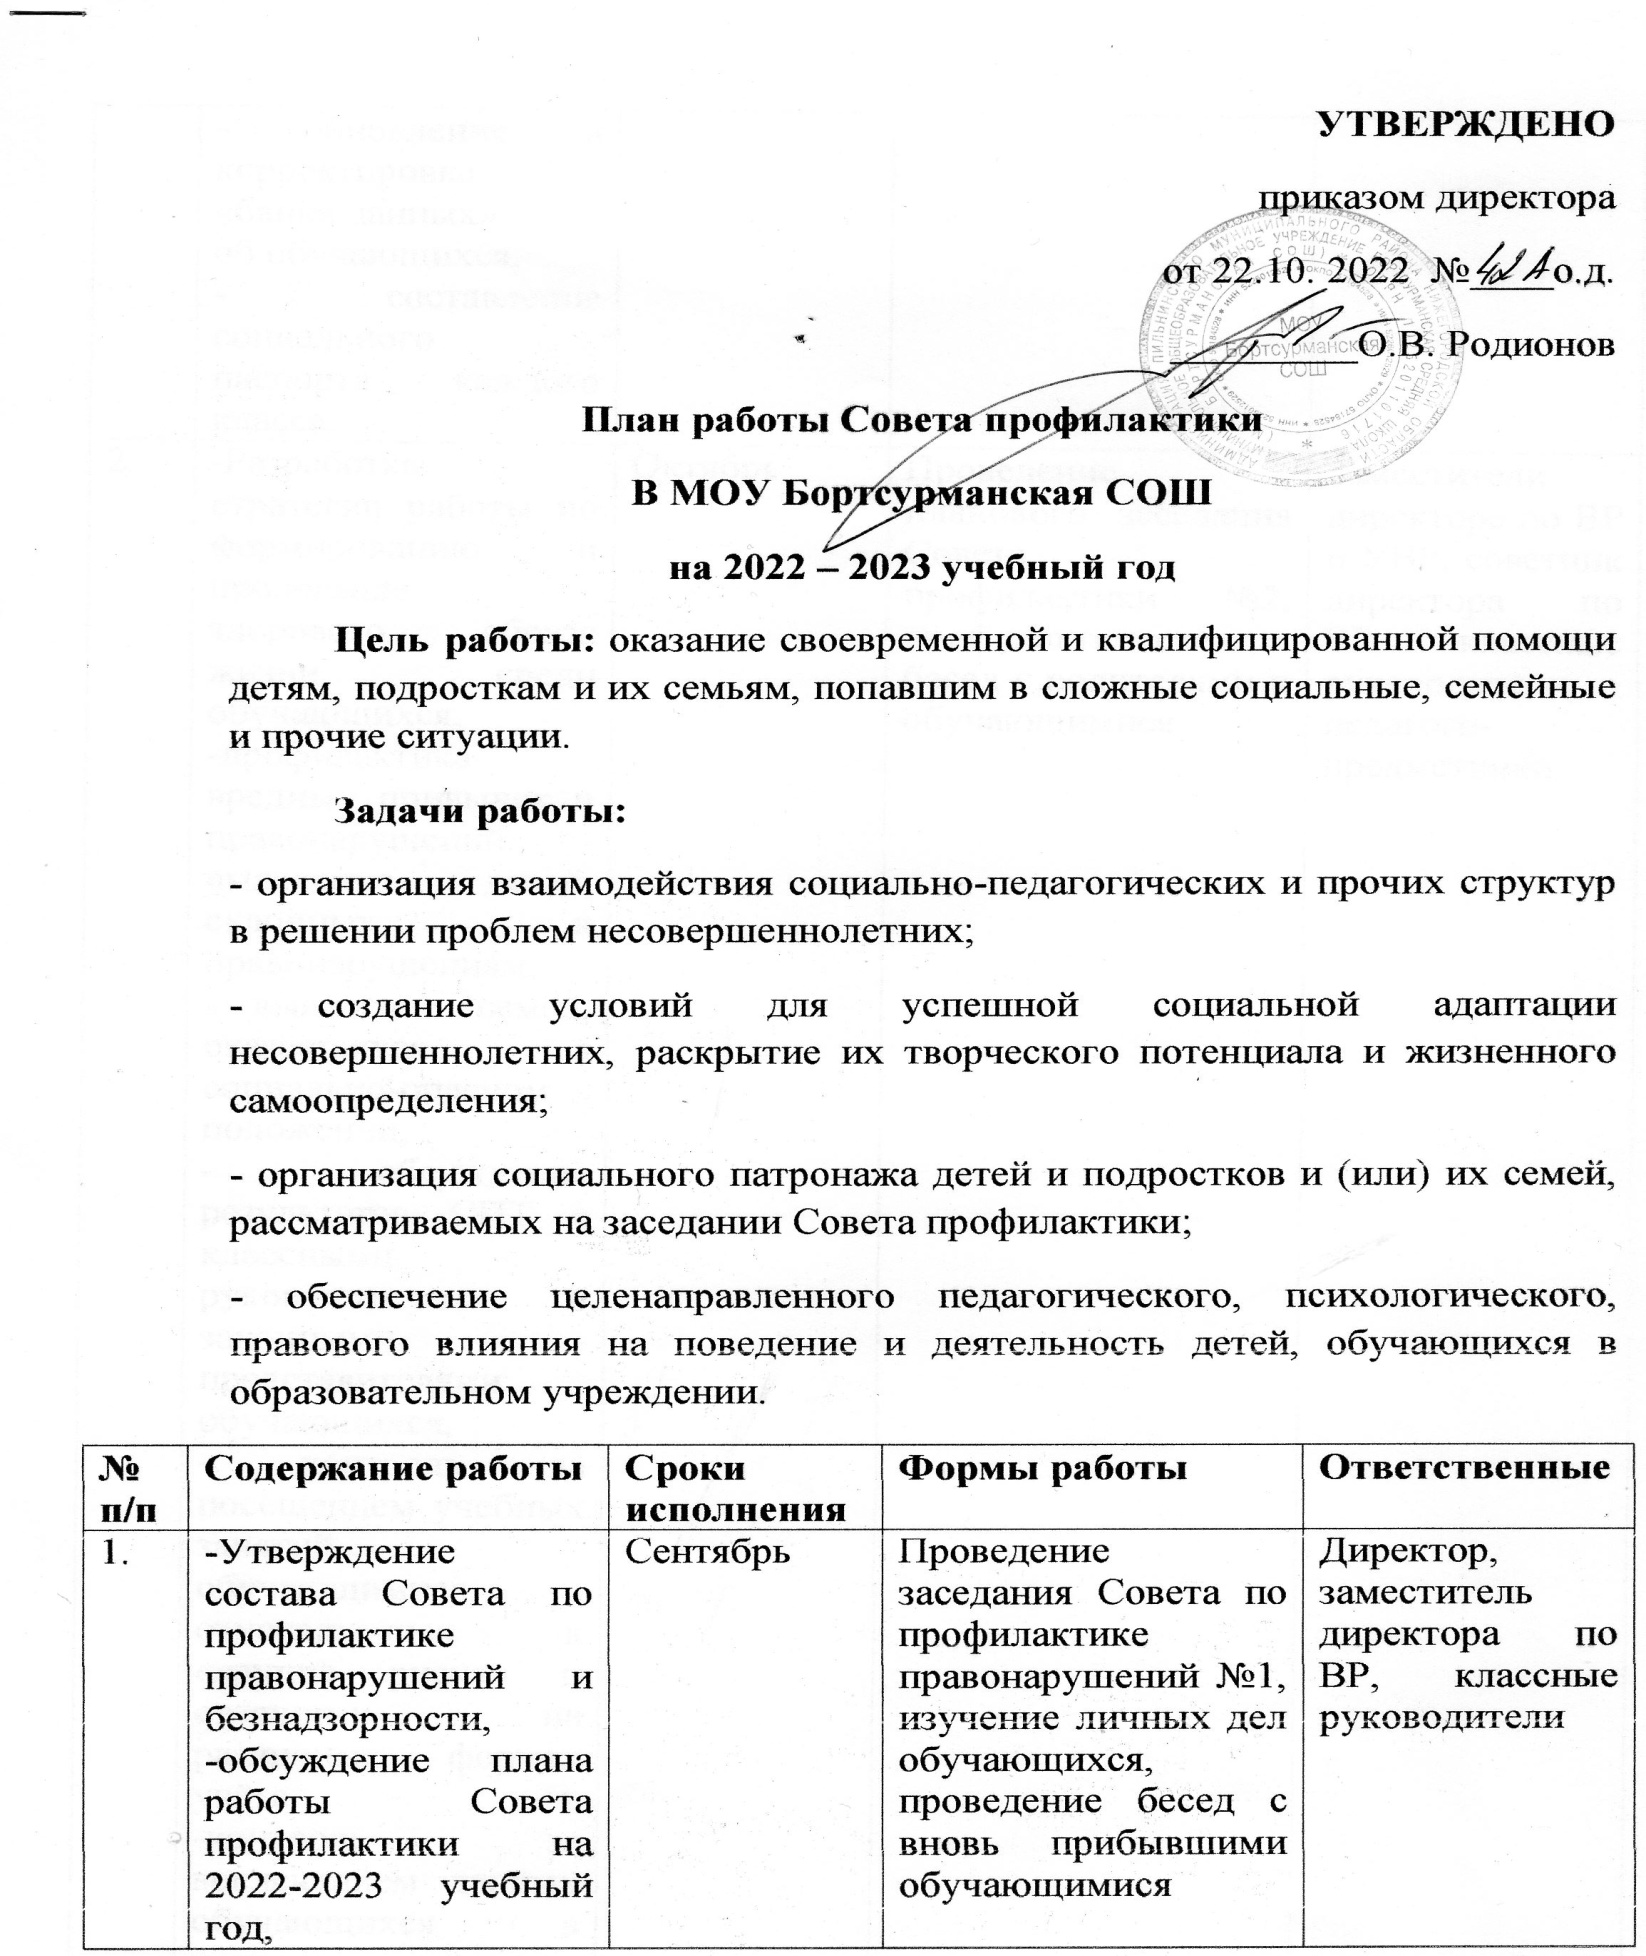 УТВЕРЖДЕНО
приказом директора
от 22.10. 2022 № 42А о.д.
О.В. Родионов
МОУ
Бортсурманская
СОШ
План работы Совета профилактики
В МОУ Бортсурманская СОШ
на 2022 – 2023 учебный год
Цель работы: оказание своевременной и квалифицированной помощи
детям, подросткам и их семьям, попавшим в сложные социальные, семейные
и прочие ситуации.
Задачи работы:
- организация взаимодействия социально-педагогических и прочих структур
в решении проблем несовершеннолетних;
- создание условий для успешной социальной адаптации
несовершеннолетних, раскрытие их творческого потенциала и жизненного
самоопределения;
- организация социального патронажа детей и подростков и (или) их семей,
рассматриваемых на заседании Совета профилактики;
- обеспечение целенаправленного педагогического, психологического,
правового влияния на поведение и деятельность детей, обучающихся в
образовательном учреждении.
№
п/п
Содержание работы
Сроки
исполнения
Формы работы
Ответственные
1.
-Утверждение
состава Совета по
профилактике
правонарушений и
безнадзорности,
-обсуждение плана
работы Совета
профилактики на
2022-2023 учебный
год,
Сентябрь
Проведение
заседания Совета по
профилактике
правонарушений №1,
изучение личных дел
обучающихся,
проведение бесед с
вновь прибывшими
обучающимися
Директор,
заместитель
директора по
ВР, классные
руководители